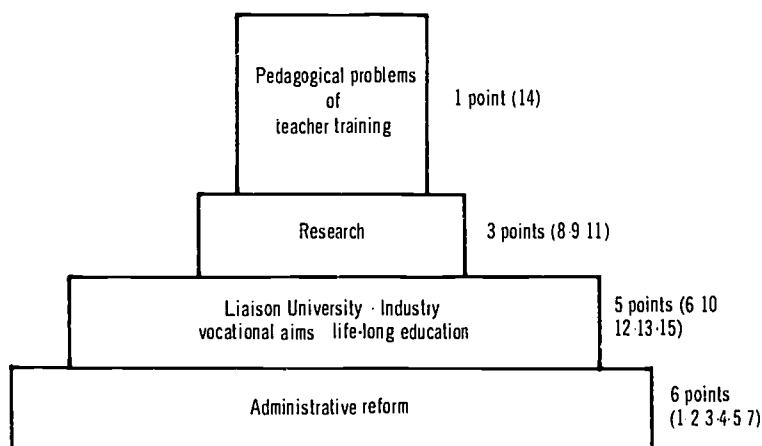 Pedagogical problems
of
teacher training
1 point (14)
Research
3 points (8·9 11)
Liaison University · Industry
vocational aims life-long education
5 points (6 10
12·13·15)
Administrative reform
6 points
(1·2 3·4·5 7)